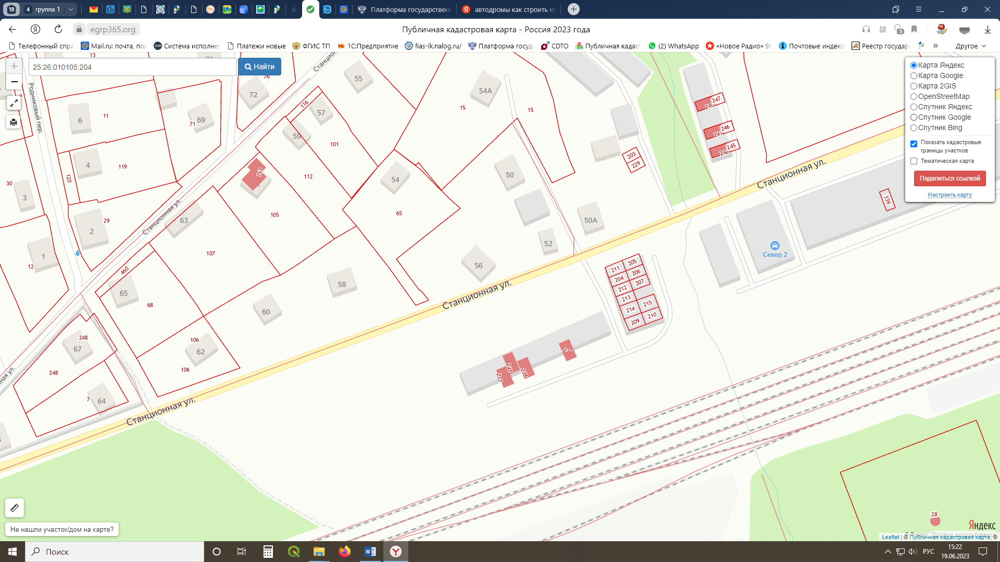 18
4
группа 1
Платформа государствен
автодромы как строить ну
egrp365.org
Публичная кадастровая карта - Россия 2023 года
1
Телефонный спра
Mail.ru: почта, пои
Система исполнен
Платежи новые
ФГИС ТП
1С:Предприятие
fias-lk.nalog.ru/
Платформа госуда
CDTO
Публичная кадаст
(2) WhatsApp
«Новое Радио» 98
Почтовые индекс
Реестр государ
»
Другое
25:26:010105:204
Найти
Карта Яндекс
Карта Google
Карта 2GIS
OpenStreetMap
Спутник Яндекс
Спутник Google
Спутник Bing
Показать кадастровые
границы участков
Тематическая карта
Поделиться ссылкой
Настроить карту
13
76
72
55
54А
15
15
116
57
6
11
69
71
59
101
247
246
245
203
229
4
119
120
30
3
153
112
54
50
Станционная ул.
339
29
2
63
105
65
50А
52
Север 2
Родниковый пер.
Станционная ул.
1
12
107
460
65
68
58
56
60
Станционная ул.
211
205
204
206
212
207
213
215
214
210
209
248
67
106
62
248
106
7
64
243
238
237
Станционная ул.
28
Яндекс
Не нашли участок/дом на карте?
Leaflet | © Публичная кадастровая карта, ©
Поиск
РУС
15:22
19.06.2023